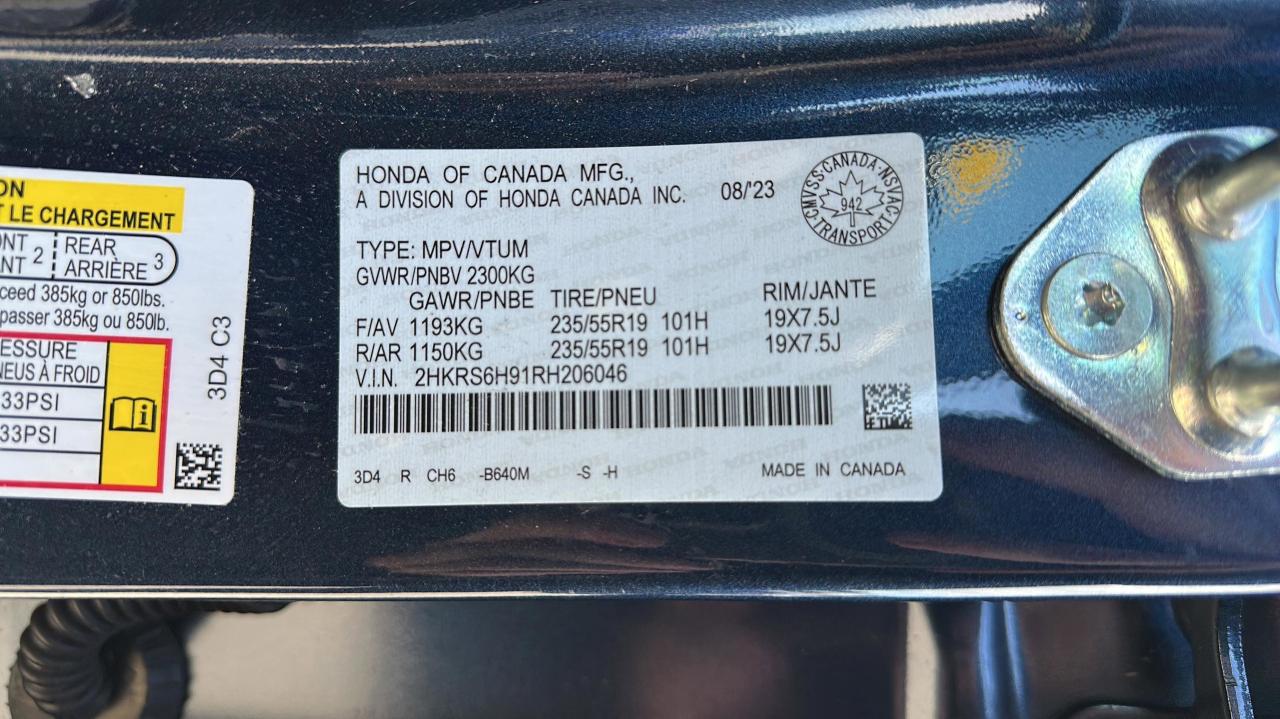 ON
T LE CHARGEMENT
ONT 2 REAR 3
ANT ARRIÈRE
ceed 385kg or 850lbs.
passer 385kg ou 850lb.
ESSURE
NEUS À FROID
33PSI
33PSI
3D4 C3
HONDA OF CANADA MFG.,
A DIVISION OF HONDA CANADA INC. 08/'23
CMVSS·CANADA·NSVAC·TRANSPORT·
942
TYPE: MPV/VTUM
GVWR/PNBV 2300KG
GAWR/PNBE TIRE/PNEU RIM/JANTE
F/AV 1193KG 235/55R19 101H 19X7.5J
R/AR 1150KG 235/55R19 101H 19X7.5J
V.I.N. 2HKRS6H91RH206046
3D4 R CH6 -B640M -S -H MADE IN CANADA